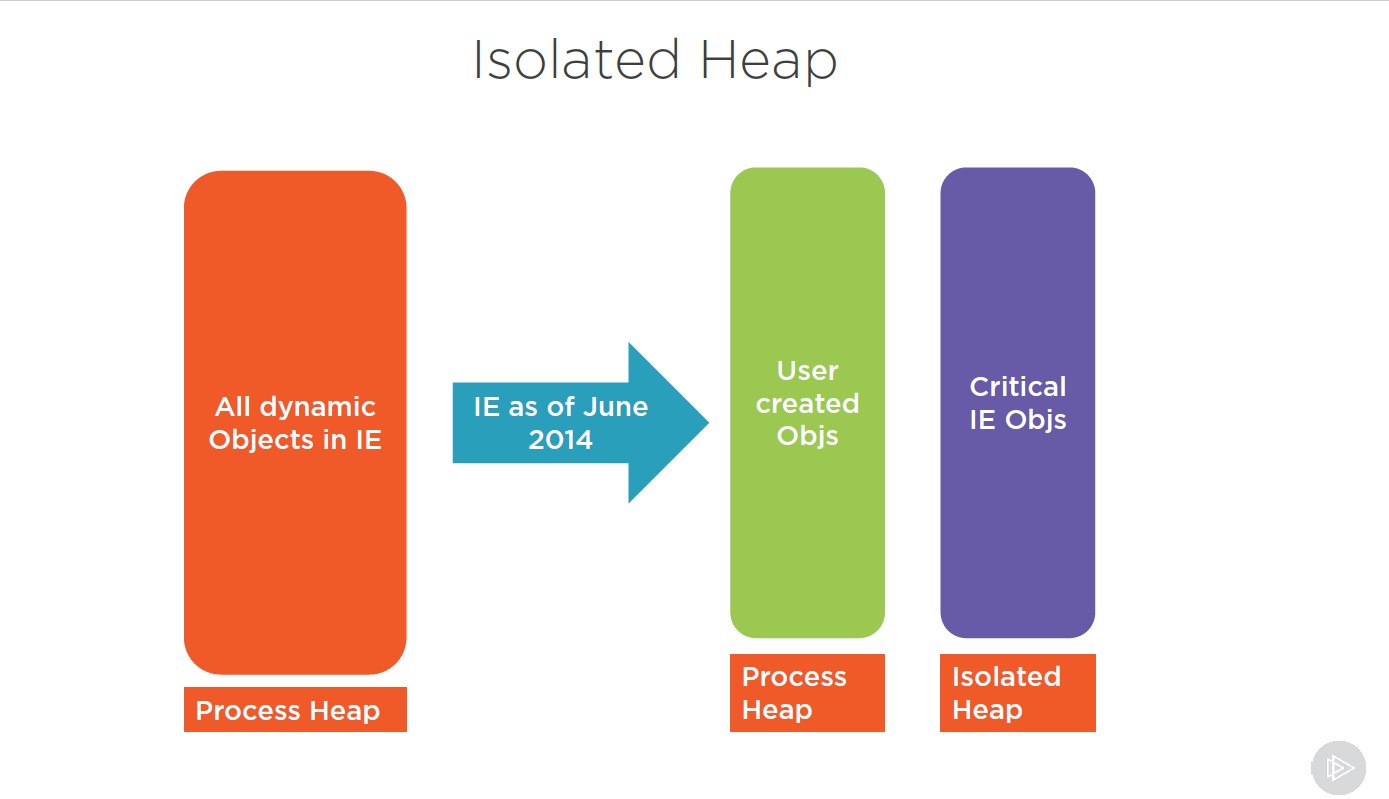 Isolated Heap
All dynamic
Objects in IE
Process Heap
IE as of June
2014
User
created
Objs
Process
Heap
Critical
IE Objs
Isolated
Heap